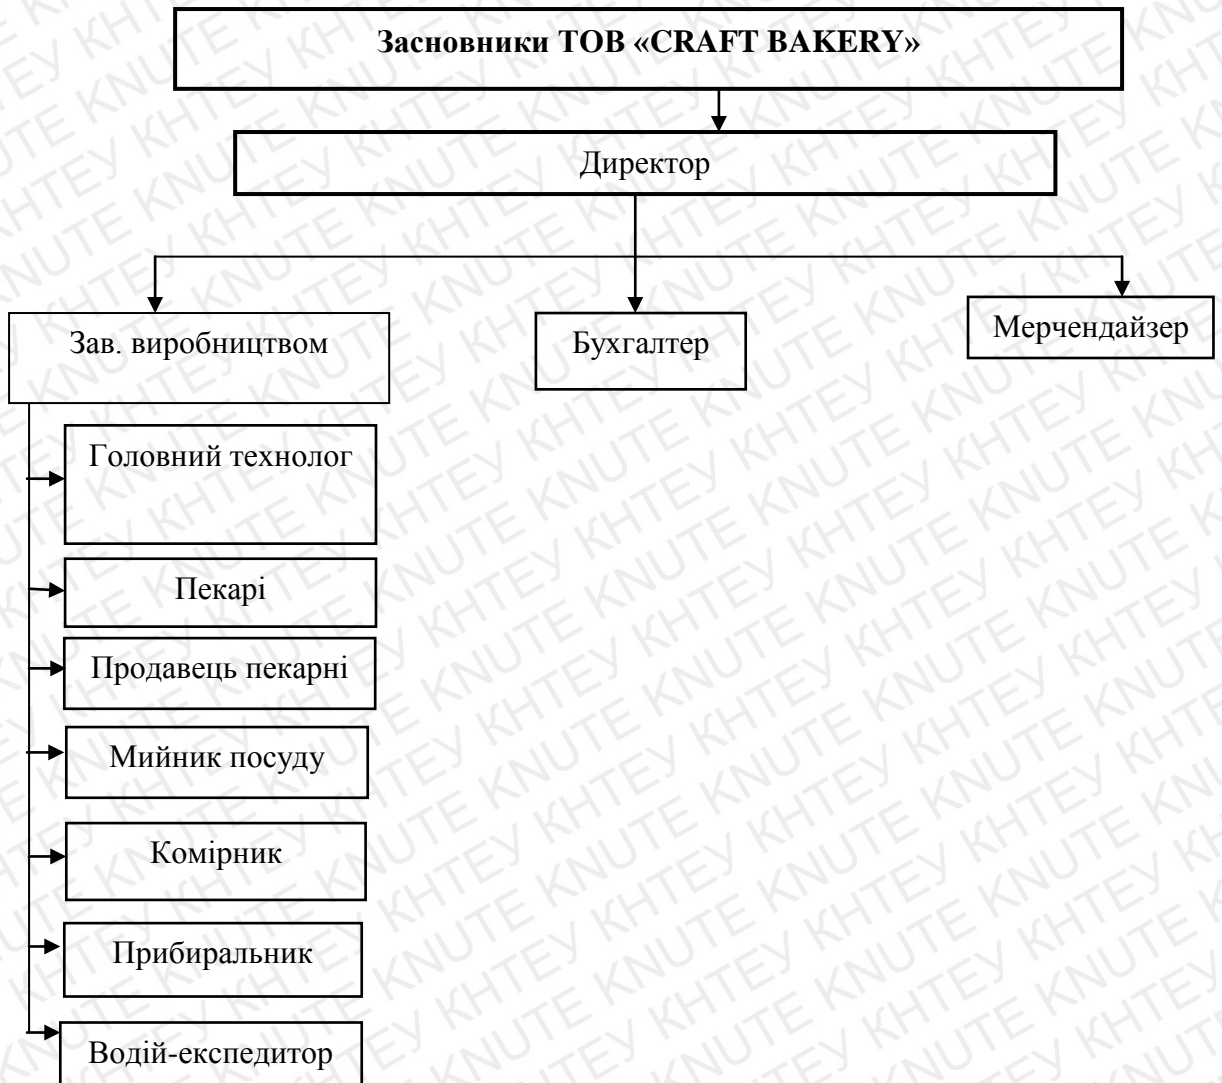 Засновники ТОВ «CRAFT BAKERY»
Директор
Зав. виробництвом
Бухгалтер
Мерчендайзер
Головний технолог
Пекарі
Продавець пекарні
Мийник посуду
Комірник
Прибиральник
Водій-експедитор